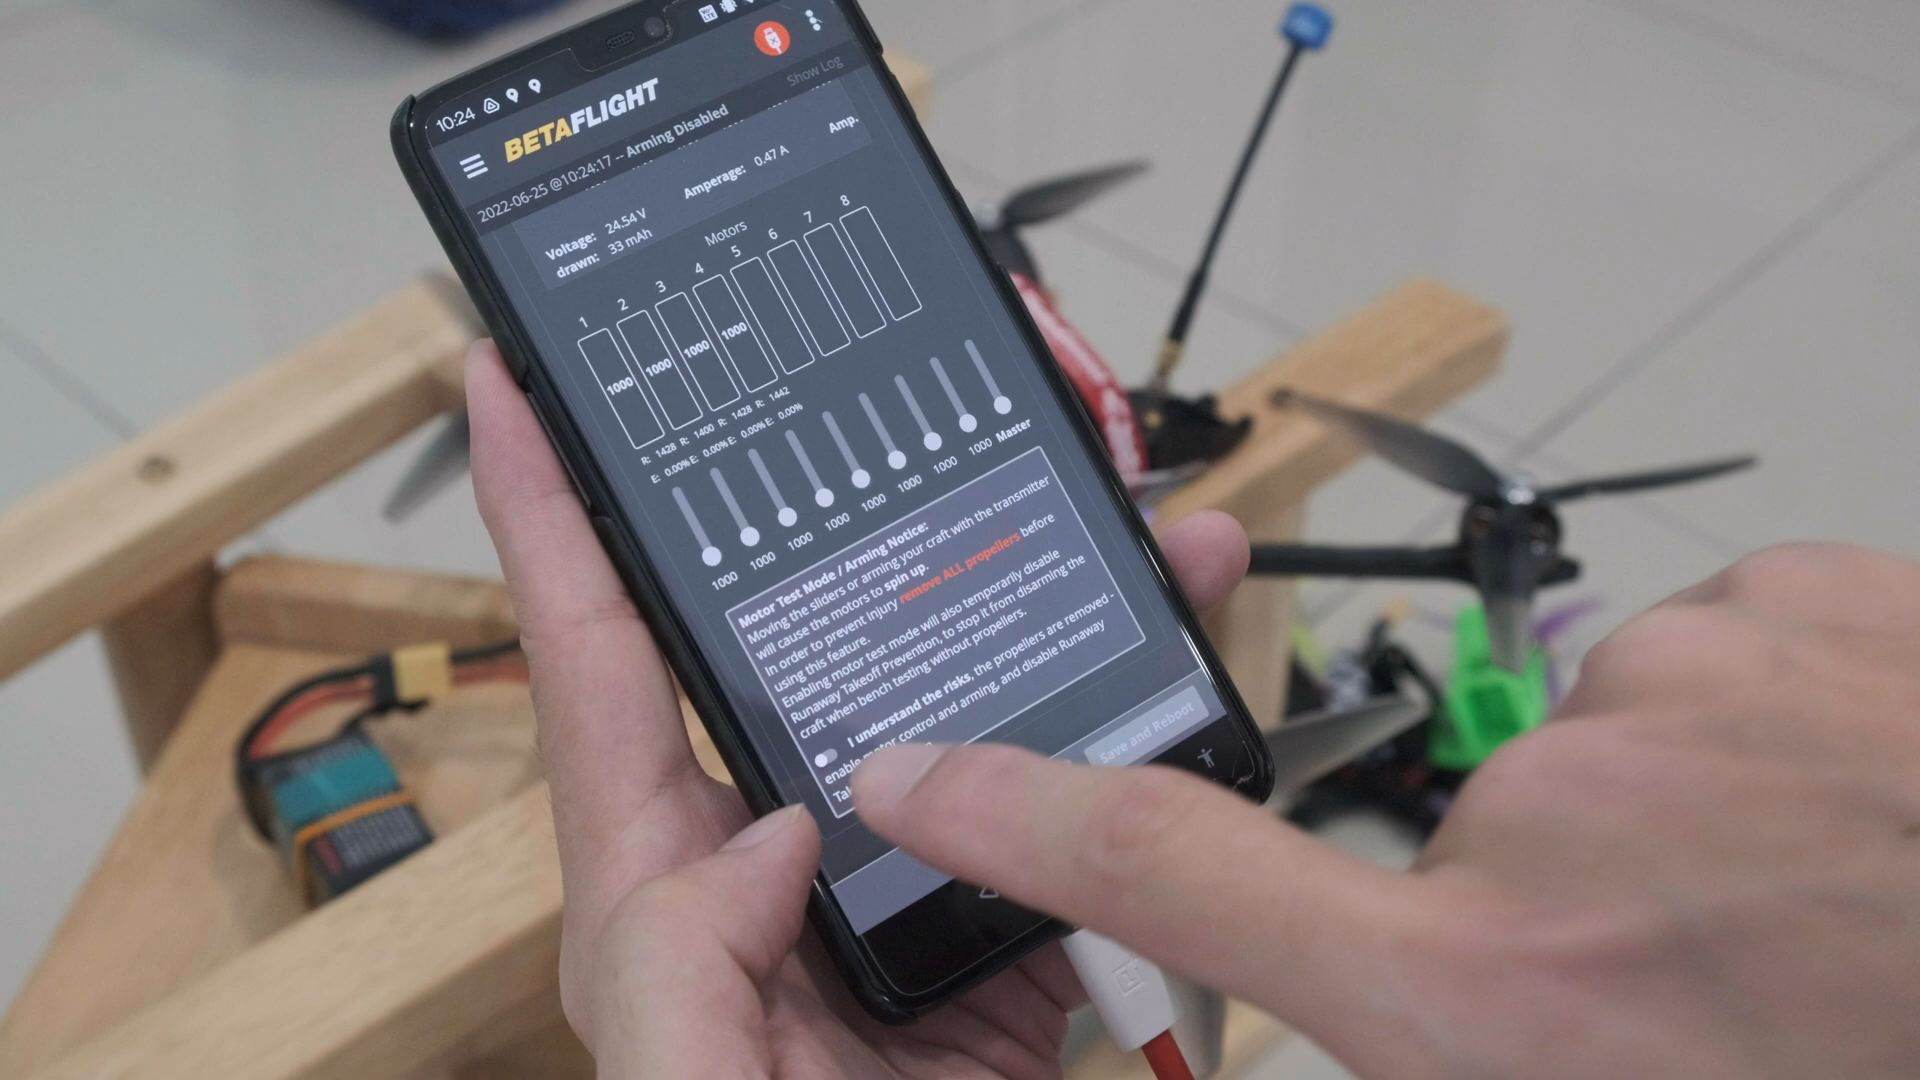 10:24
BETAFLIGHT
Show Log
2022-06-25 @10:24:17 -- Arming Disabled
Voltage: 24.54 V Amperage: 0.47 A Amp.
drawn: 33 mAh
Motors
1 2 3 4 5 6 7 8
1000 1000 1000 1000
R: 1428 R: 1400 R: 1428 R: 1442
E: 0.00% E: 0.00% E: 0.00% E: 0.00%
1000 1000 1000 1000 1000 1000 1000 1000 Master
Motor Test Mode / Arming Notice:
Moving the sliders or arming your craft with the transmitter
will cause the motors to spin up.
In order to prevent injury remove ALL propellers before
using this feature.
Enabling motor test mode will also temporarily disable
Runaway Takeoff Prevention, to stop it from disarming the
craft when bench testing without propellers.
I understand the risks, the propellers are removed -
enable motor control and arming, and disable Runaway
Save and Reboot